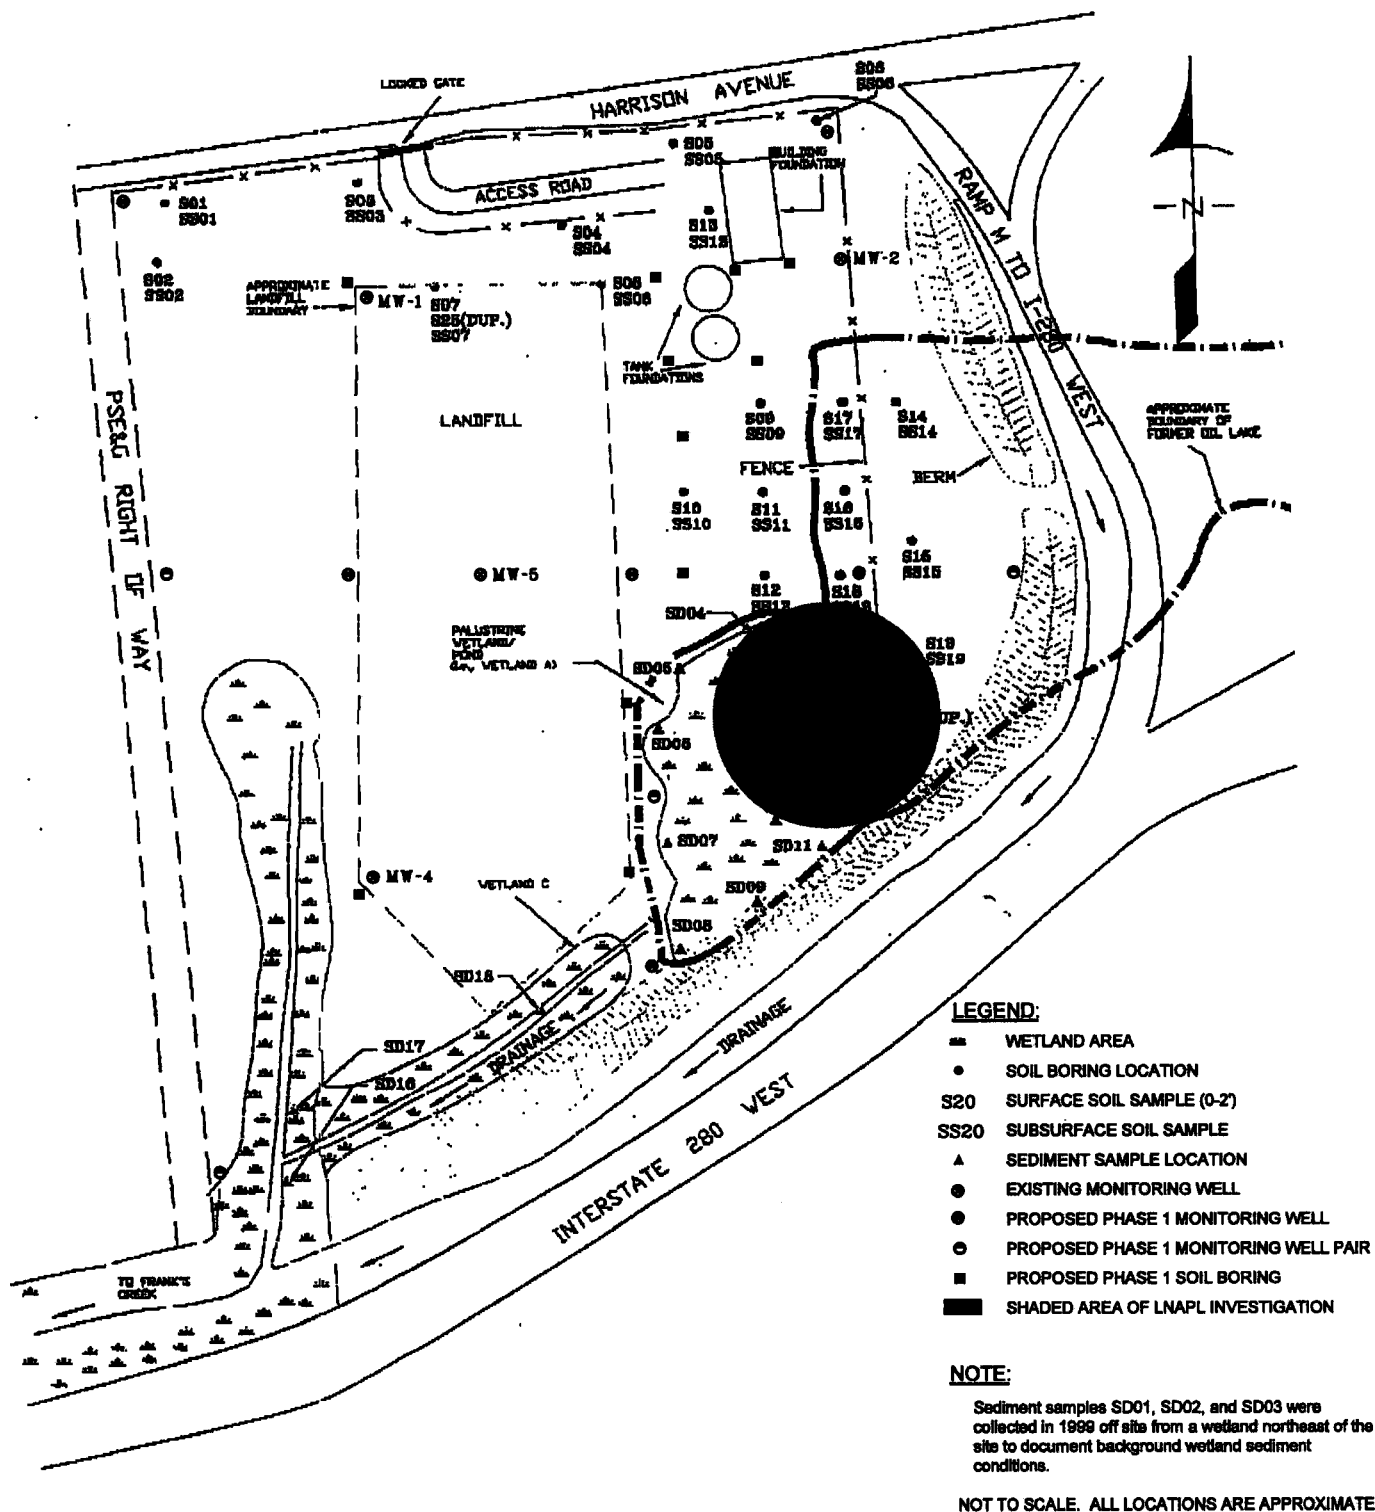 LOCKED GATE
HARRISON AVENUE
S06
SS06
S05
SS05
BUILDING
FOUNDATION
ACCESS ROAD
S01
SS01
S03
SS03
S04
SS04
S13
SS13
RAMP M TO I-280 WEST
N
S02
SS02
APPROXIMATE
LANDFILL
BOUNDARY
MW-1
S07
S25(DUP.)
SS07
S08
SS08
MW-2
TANK
FOUNDATIONS
PSE&G RIGHT OF WAY
LANDFILL
S09
SS09
S17
SS17
S14
SS14
APPROXIMATE
BOUNDARY OF
FORMER OIL LAKE
FENCE
BERM
S10
SS10
S11
SS11
S16
SS16
S15
SS15
MW-5
S12
SS12
S18
SD04
PALUSTRINE
WETLAND/
POND
WETLAND A)
SD05
S19
SS19
UP.)
SD06
SD07
SD11
MW-4
WETLAND C
SD09
SD08
SD18
DRAINAGE
DRAINAGE
SD17
SD16
INTERSTATE 280 WEST
TO FRANK'S
CREEK
LEGEND:
WETLAND AREA
SOIL BORING LOCATION
S20 SURFACE SOIL SAMPLE (0-2')
SS20 SUBSURFACE SOIL SAMPLE
SEDIMENT SAMPLE LOCATION
EXISTING MONITORING WELL
PROPOSED PHASE 1 MONITORING WELL
PROPOSED PHASE 1 MONITORING WELL PAIR
PROPOSED PHASE 1 SOIL BORING
SHADED AREA OF LNAPL INVESTIGATION
NOTE:
Sediment samples SD01, SD02, and SD03 were
collected in 1999 off site from a wetland northeast of the
site to document background wetland sediment
conditions.
NOT TO SCALE. ALL LOCATIONS ARE APPROXIMATE